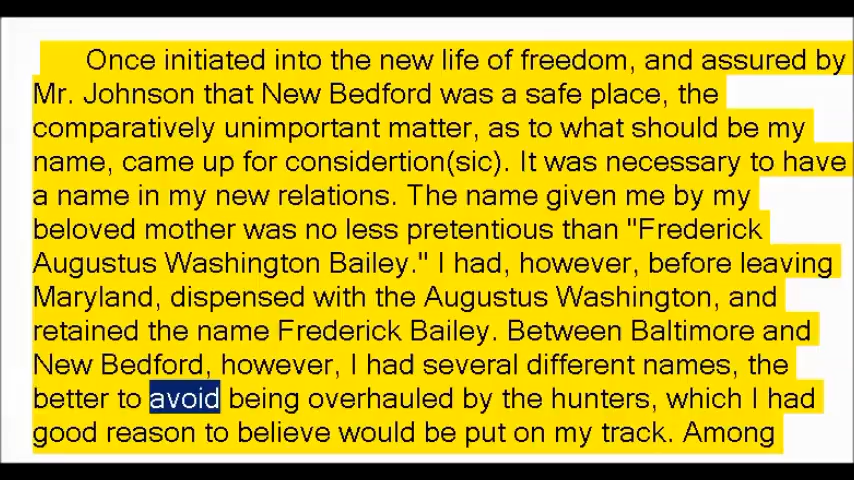 Once initiated into the new life of freedom, and assured by
Mr. Johnson that New Bedford was a safe place, the
comparatively unimportant matter, as to what should be my
name, came up for considertion(sic). It was necessary to have
a name in my new relations. The name given me by my
beloved mother was no less pretentious than "Frederick
Augustus Washington Bailey." I had, however, before leaving
Maryland, dispensed with the Augustus Washington, and
retained the name Frederick Bailey. Between Baltimore and
New Bedford, however, I had several different names, the
better to avoid being overhauled by the hunters, which I had
good reason to believe would be put on my track. Among